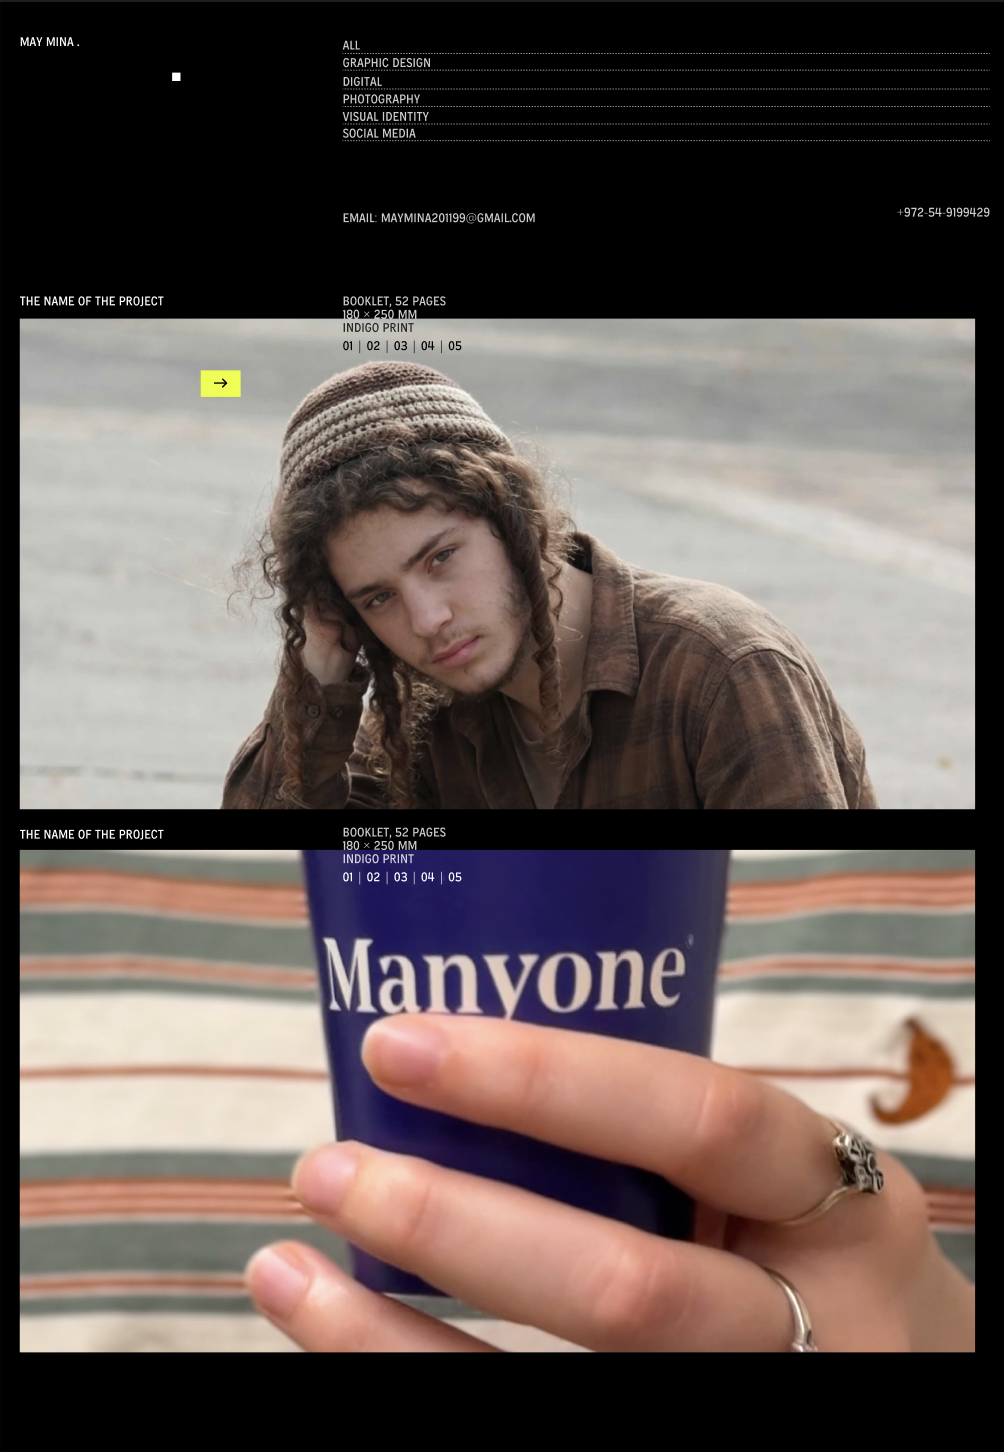 MAY MINA .
ALL
GRAPHIC DESIGN
DIGITAL
PHOTOGRAPHY
VISUAL IDENTITY
SOCIAL MEDIA
EMAIL: MAYMINA201199@GMAIL.COM
+972-54-9199429
THE NAME OF THE PROJECT
BOOKLET, 52 PAGES
180 × 250 MM
INDIGO PRINT
01 | 02 | 03 | 04 | 05
→
THE NAME OF THE PROJECT
BOOKLET, 52 PAGES
180 × 250 MM
INDIGO PRINT
01 | 02 | 03 | 04 | 05
Manyone®